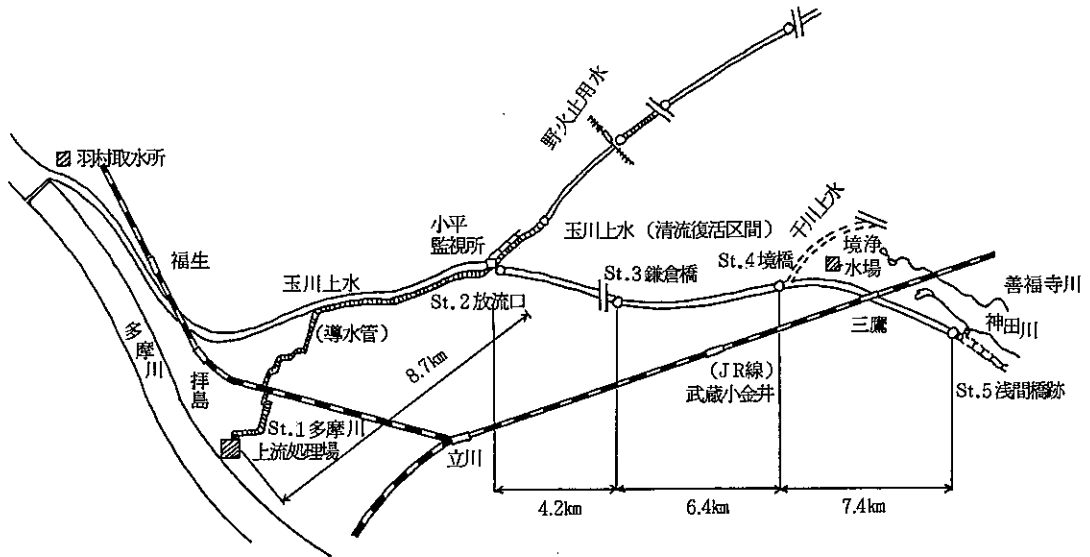 羽村取水所
福生
多摩川
拝島
玉川上水
(導水管)
St.1多摩川
上流処理場
8.7km
小平
監視所
St.2放流口
野火止用水
玉川上水(清流復活区間)
St.3鎌倉橋
千川上水
St.4境橋
境浄
水場
善福寺川
神田川
三鷹
St.5浅間橋跡
(JR線)
武蔵小金井
立川
4.2km
6.4km
7.4km